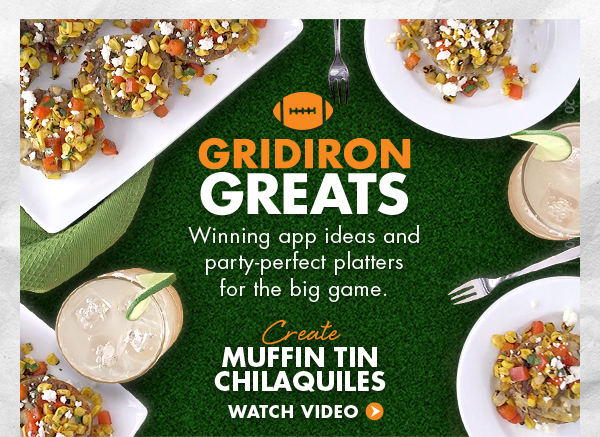 GRIDIRON
GREATS
Winning app ideas and
party-perfect platters
for the big game.
Create
MUFFIN TIN
CHILAQUILES
WATCH VIDEO
20